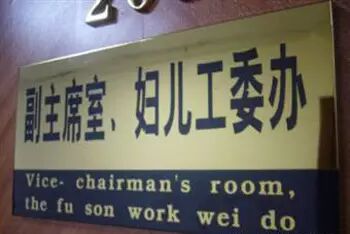 副主席室、妇儿工委办
Vice- chairman's room,
the fu son work wei do